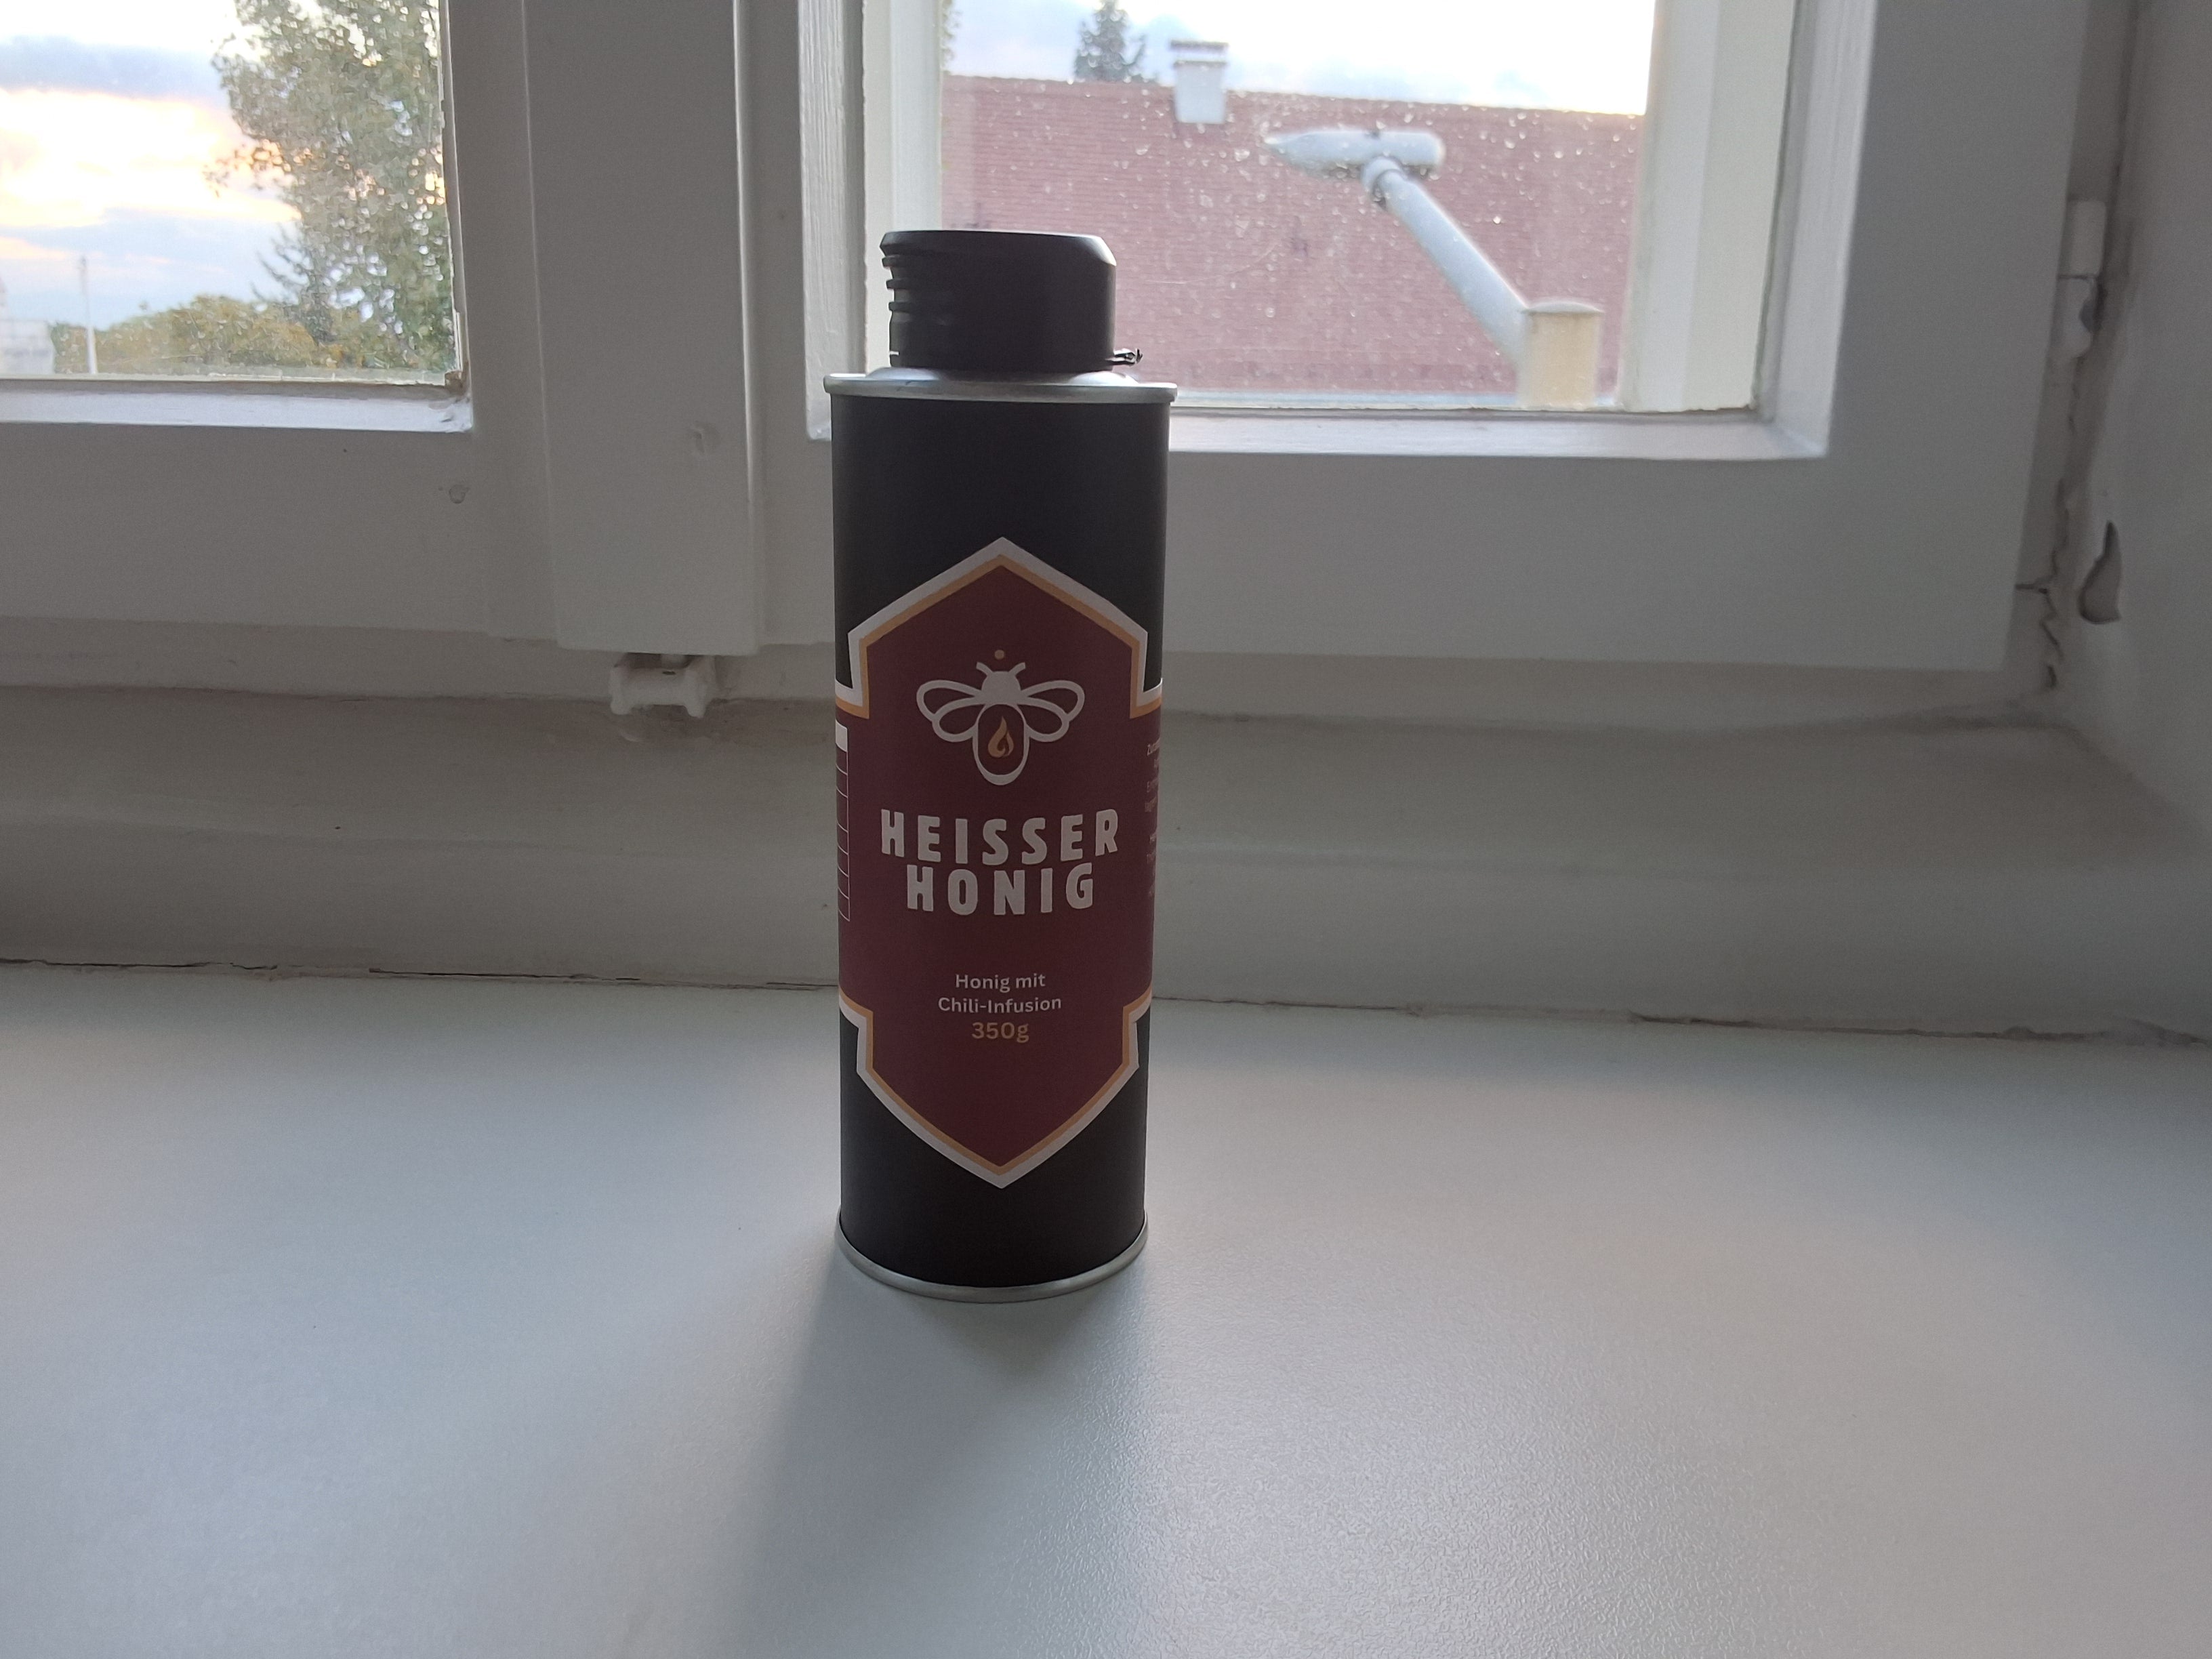 HEISSER
HONIG
Honig mit
Chili-Infusion
350g